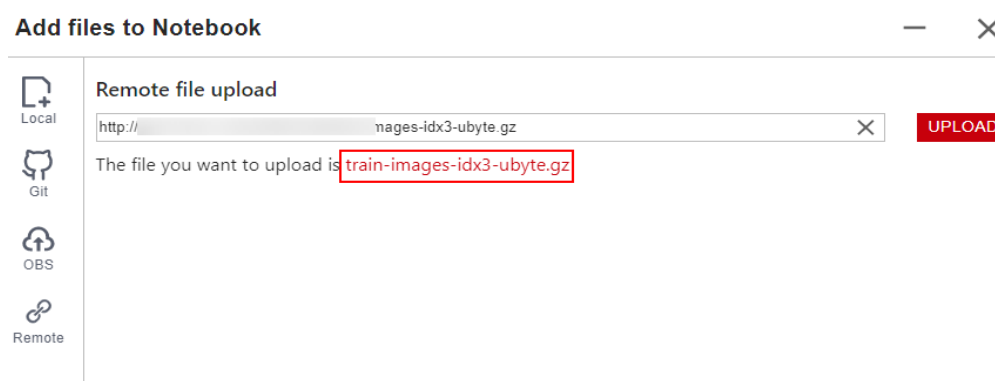 Add files to Notebook
Local
Git
OBS
Remote
Remote file upload
http:// mages-idx3-ubyte.gz
UPLOAD
The file you want to upload is train-images-idx3-ubyte.gz